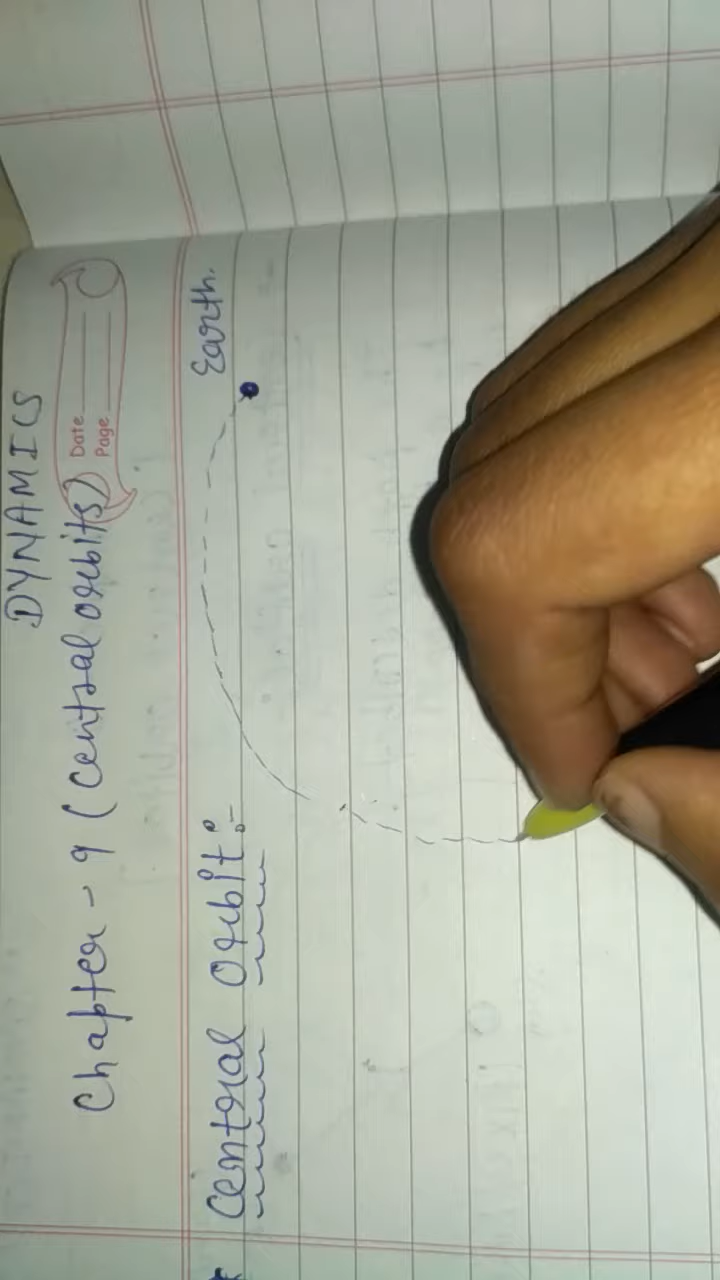 DYNAMICS
Date
Page
Chapter - 9 (Central orbits)
Central Orbit:-
Earth.